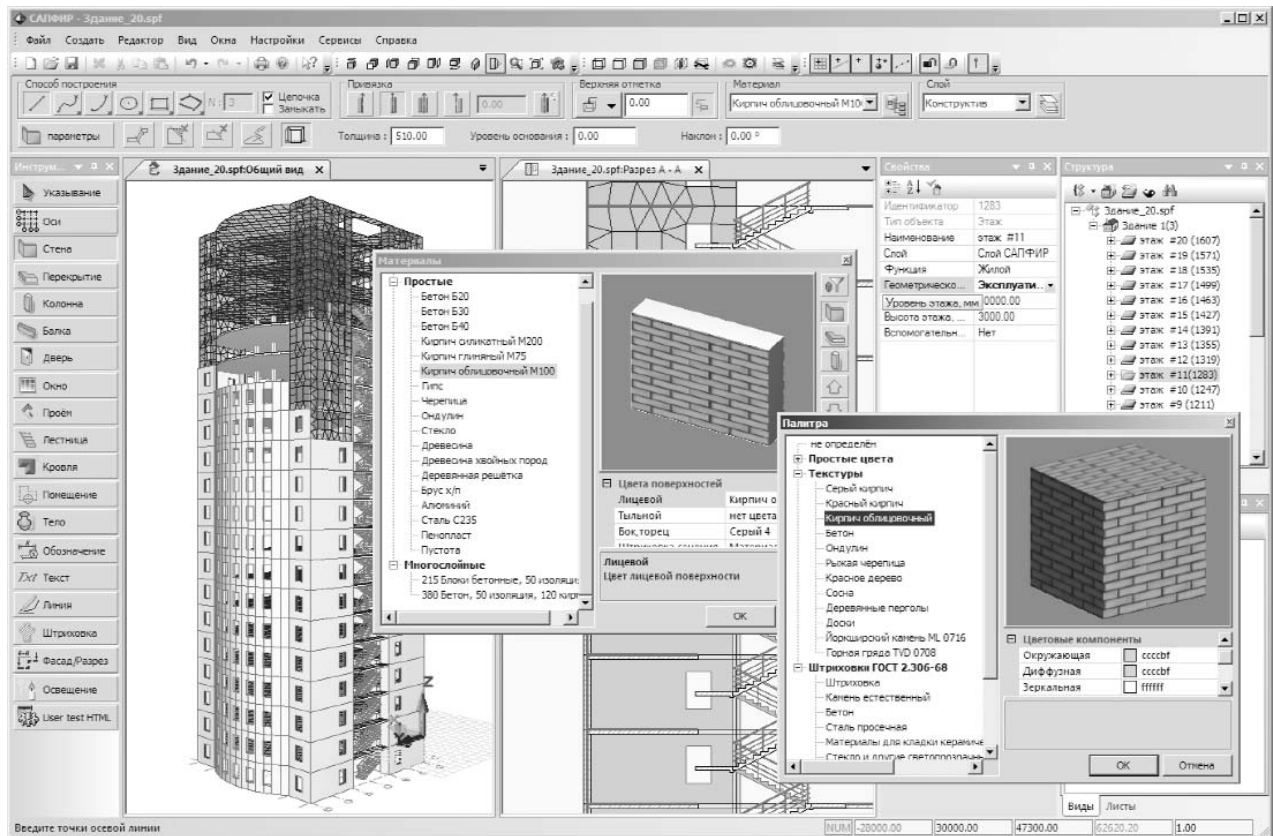 САПФИР - Здание_20.spf
Файл Создать Редактор Вид Окна Настройки Сервисы Справка
Способ построения
N: 3
Цепочка
Замыкать
Привязка
0.00
Верхняя отметка
0.00
Материал
Кирпич облицовочный М10
Слой
Конструктив
параметры
Толщина : 510.00
Уровень основания : 0.00
Наклон : 0.00 °
Инструм...
Указывание
Оси
Стена
Перекрытие
Колонна
Балка
Дверь
Окно
Проём
Лестница
Кровля
Помещение
Тело
Обозначение
Txt Текст
Линия
Штриховка
Фасад/Разрез
Освещение
User test HTML
Здание_20.spf:Общий вид X
Z
Здание_20.spf:Разрез А - А X
Материалы
Простые
Бетон Б20
Бетон Б30
Бетон Б40
Кирпич силикатный М200
Кирпич глиняный М75
Кирпич облицовочный М100
Гипс
Черепица
Ондулин
Стекло
Древесина
Древесина хвойных пород
Деревянная решётка
Брус х/п
Алюминий
Сталь С235
Пенопласт
Пустота
Многослойные
215 Блоки бетонные, 50 изоляци
380 Бетон, 50 изоляция, 120 кирп
Цвета поверхностей
Лицевой Кирпич о
Тыльной нет цвета
Бок,торец Серый 4
Лицевой
Цвет лицевой поверхности
ОК
Свойства
Идентификатор 1283
Тип объекта Этаж
Наименование этаж #11
Слой Слой САПФИР
Функция Жилой
Геометрическо... Эксплуати..
Уровень этажа, мм 0000.00
Высота этажа, ... 3000.00
Вспомогательн... Нет
Структура
Здание_20.spf
Здание 1(3)
этаж #20 (1607)
этаж #19 (1571)
этаж #18 (1535)
этаж #17 (1499)
этаж #16 (1463)
этаж #15 (1427)
этаж #14 (1391)
этаж #13 (1355)
этаж #12 (1319)
этаж #11(1283)
этаж #10 (1247)
этаж #9 (1211)
Палитра
не определён
Простые цвета
Текстуры
Серый кирпич
Красный кирпич
Кирпич облицовочный
Бетон
Ондулин
Рыжая черепица
Красное дерево
Сосна
Деревянные перголы
Доски
Йоркширский камень ML 0716
Горная гряда TVD 0708
Штриховки ГОСТ 2.306-68
Штриховка
Камень естественный
Бетон
Сталь просечная
Материалы для кладки керамиче
Стекло и другие светопрозрачн
Цветовые компоненты
Окружающая ccccbf
Диффузная ccccbf
Зеркальная ffffff
ОК Отмена
Виды Листы
Введите точки осевой линии
NUM -28000.00 30000.00 47300.00 62620.20 1.00